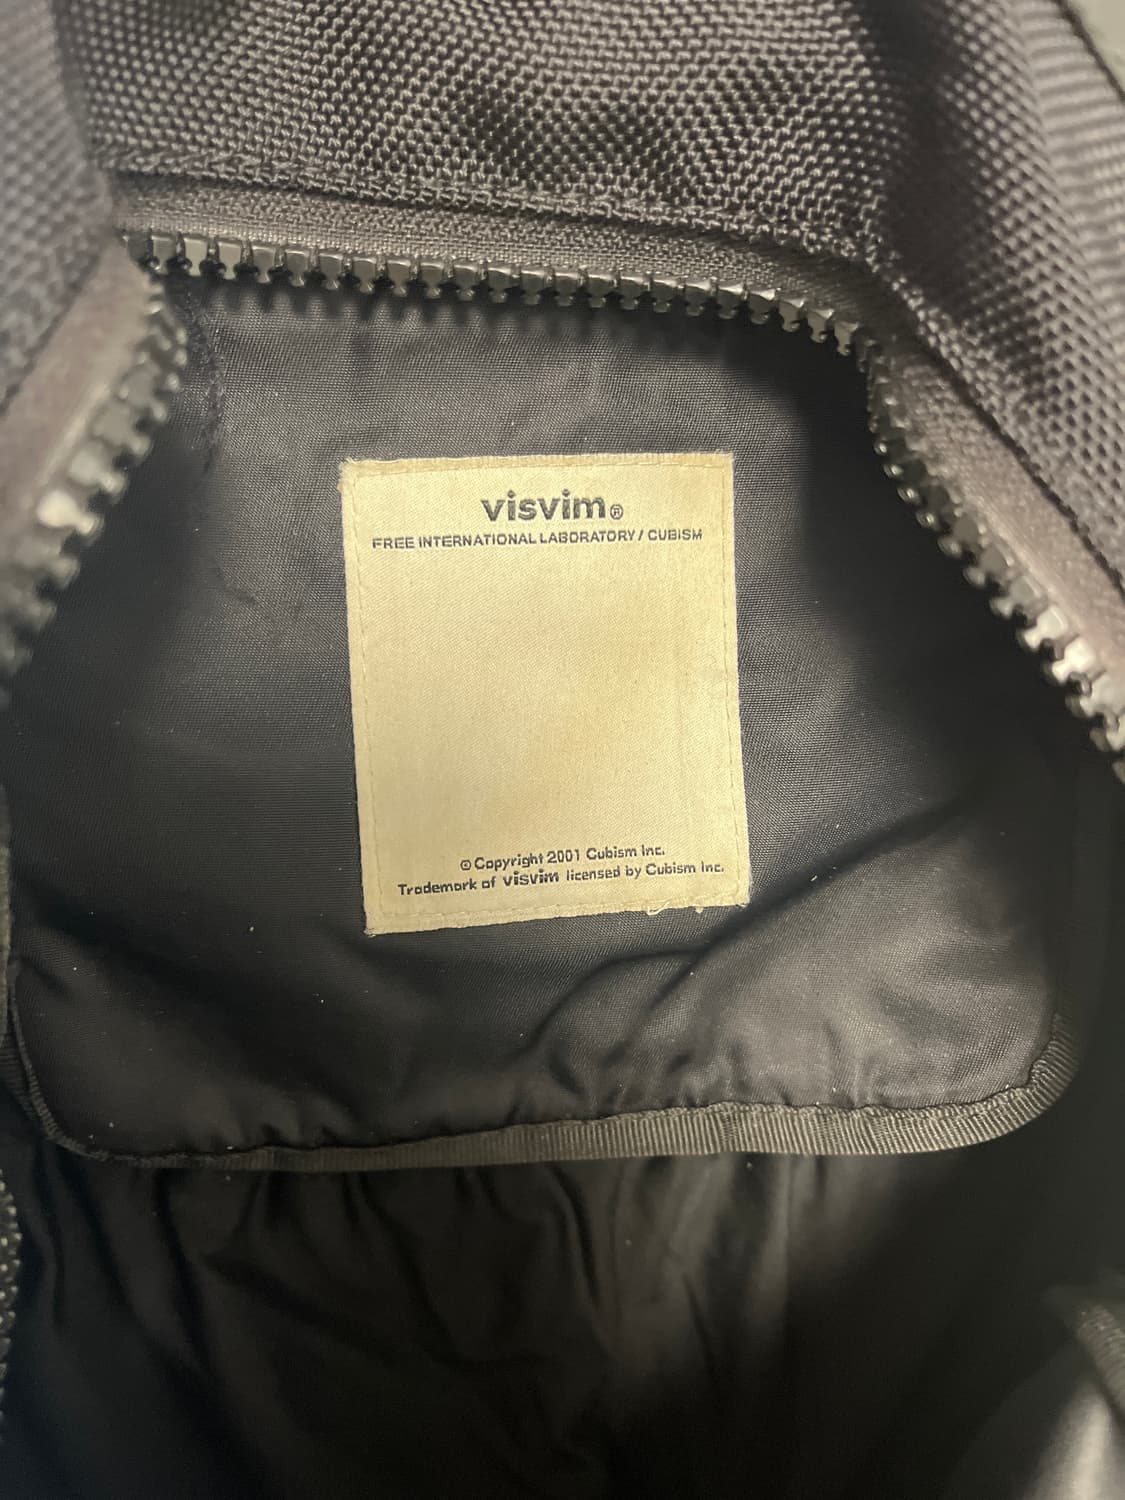 visvim®
FREE INTERNATIONAL LABORATORY / CUBISM
© Copyright 2001 Cubism Inc.
Trademark of visvim licensed by Cubism Inc.